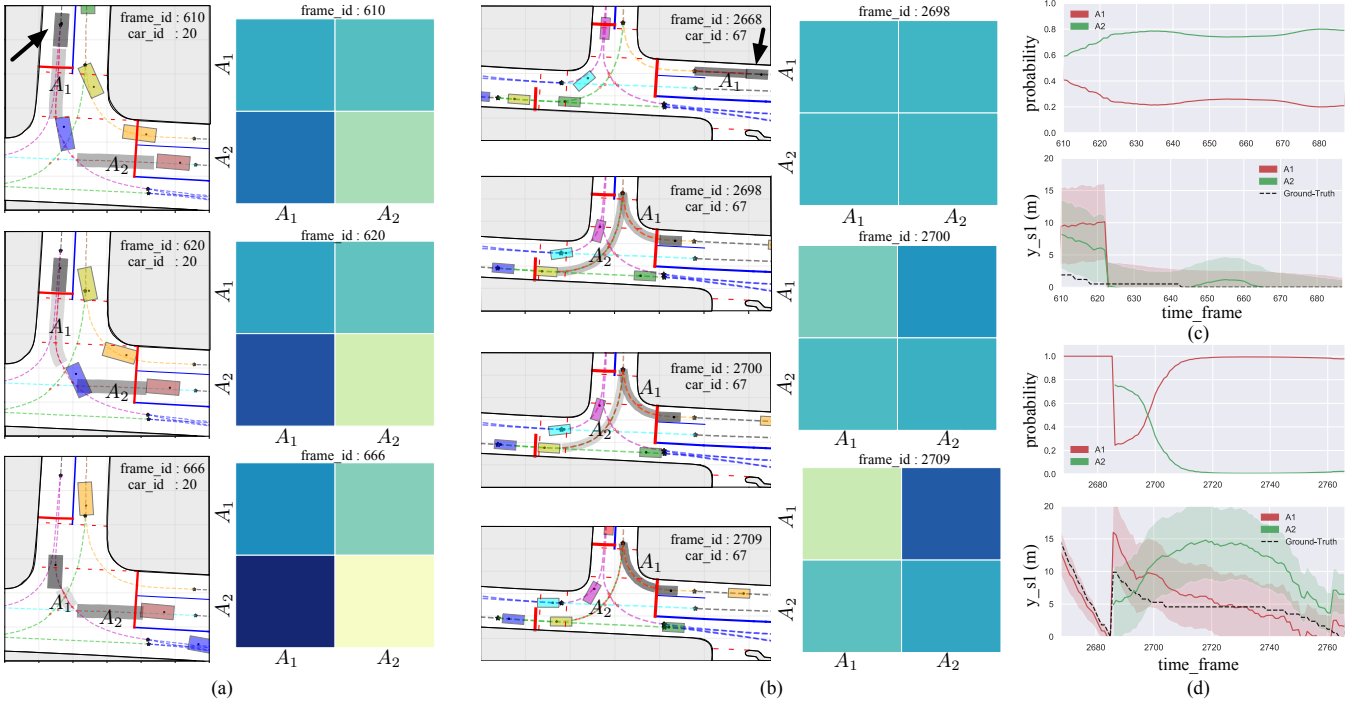 frame_id : 610
car_id : 20
A1
A2
frame_id : 620
car_id : 20
A1
A2
frame_id : 666
car_id : 20
A1
A2
frame_id: 610
A1
A2
A1
A2
frame_id: 620
A1
A2
A1
A2
frame_id: 666
A1
A2
A1
A2
(a)
frame_id : 2668
car_id : 67
A1
frame_id : 2698
car_id : 67
A1
A2
frame_id : 2700
car_id : 67
A1
A2
frame_id : 2709
car_id : 67
A1
A2
frame_id: 2698
A1
A2
A1
A2
frame_id: 2700
A1
A2
A1
A2
frame_id: 2709
A1
A2
A1
A2
(b)
probability
1.0
0.8
0.6
0.4
0.2
0.0
A1
A2
610 620 630 640 650 660 670 680
y_s1 (m)
20
15
10
5
0
A1
A2
Ground-Truth
610 620 630 640 650 660 670 680
time_frame
(c)
probability
1.0
0.8
0.6
0.4
0.2
0.0
A1
A2
2680 2700 2720 2740 2760
y_s1 (m)
20
15
10
5
0
A1
A2
Ground-Truth
2680 2700 2720 2740 2760
time_frame
(d)